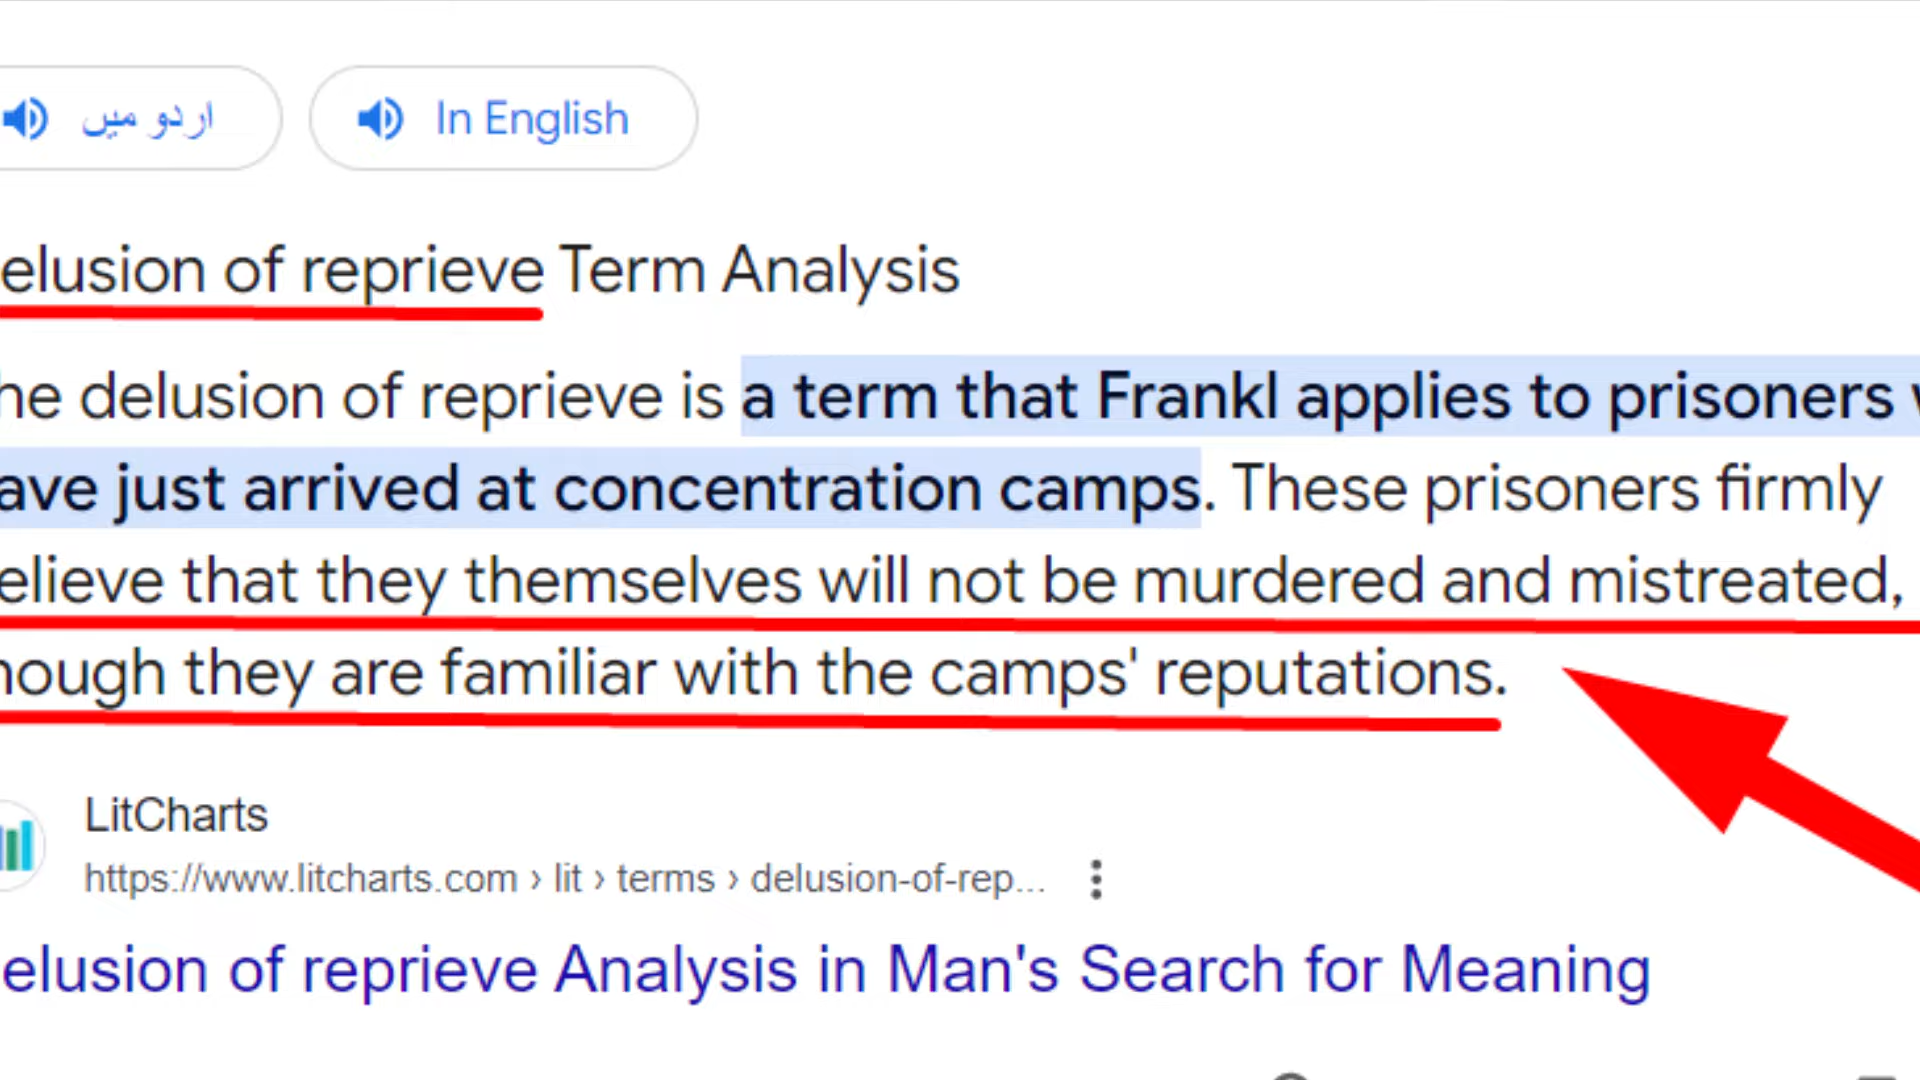 اردو میں
In English
elusion of reprieve Term Analysis
he delusion of reprieve is a term that Frankl applies to prisoners
ave just arrived at concentration camps. These prisoners firmly
elieve that they themselves will not be murdered and mistreated,
hough they are familiar with the camps' reputations.
LitCharts
https://www.litcharts.com › lit › terms › delusion-of-rep...
elusion of reprieve Analysis in Man's Search for Meaning